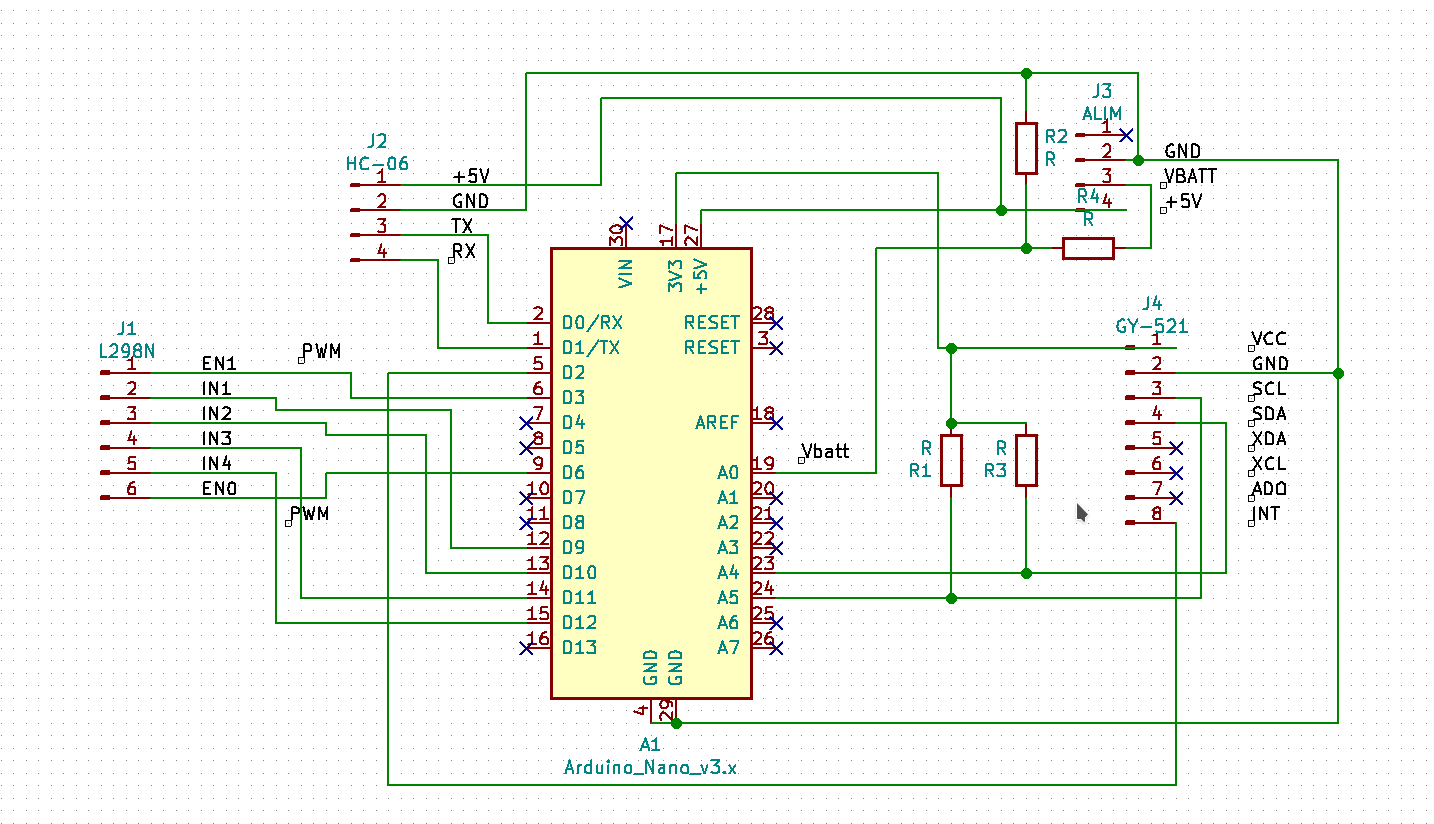 J3
ALIM
1
2 GND
3 VBATT
4 +5V
R2
R
R4
R
J2
HC-06
1 +5V
2 GND
3 TX
4 RX
30 17 27
VIN 3V3 +5V
J1
L298N
1 EN1 PWM
2 IN1
3 IN2
4 IN3
5 IN4
6 EN0
PWM
2 D0/RX RESET 28
1 D1/TX RESET 3
5 D2
6 D3
7 D4 AREF 18
8 D5
9 D6 A0 19 Vbatt
10 D7 A1 20
11 D8 A2 21
12 D9 A3 22
13 D10 A4 23
14 D11 A5 24
15 D12 A6 25
16 D13 A7 26
GND GND
4 29
A1
Arduino_Nano_v3.x
R
R1
R
R3
J4
GY-521
1 VCC
2 GND
3 SCL
4 SDA
5 XDA
6 XCL
7 ADO
8 INT